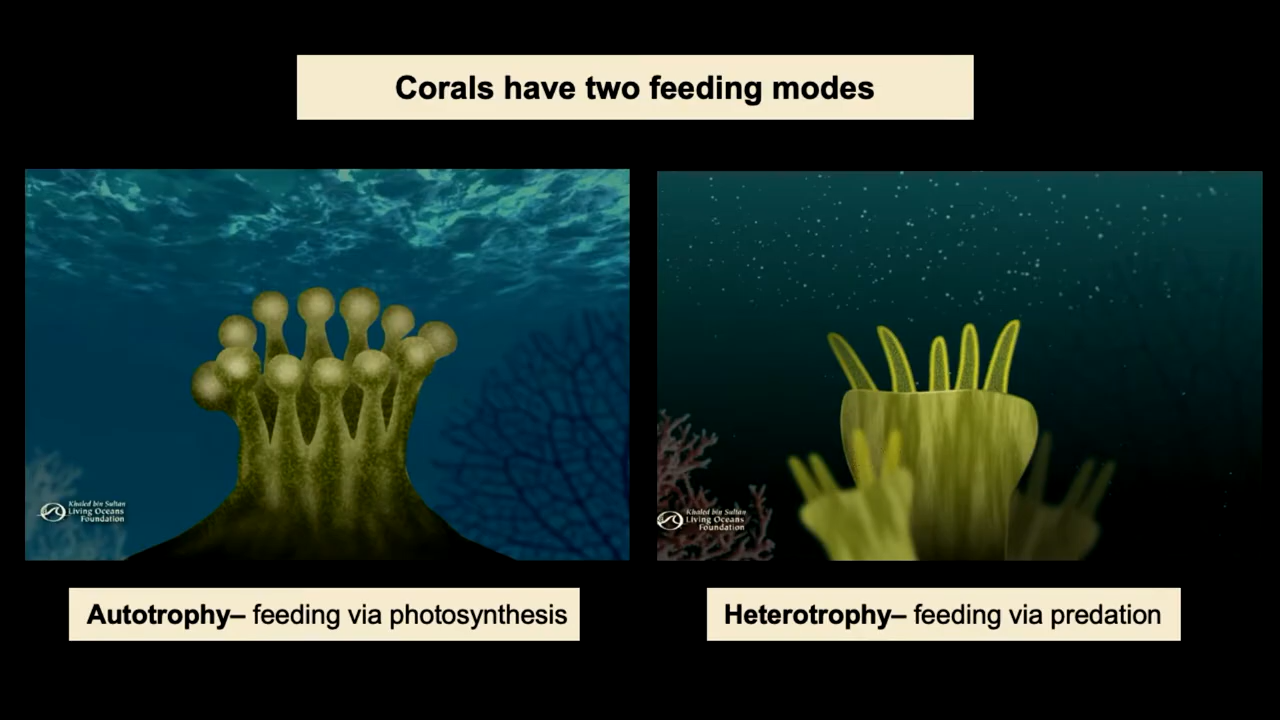 Corals have two feeding modes
Khaled bin Sultan
Living Oceans
Foundation
Khaled bin Sultan
Living Oceans
Foundation
Autotrophy– feeding via photosynthesis
Heterotrophy– feeding via predation